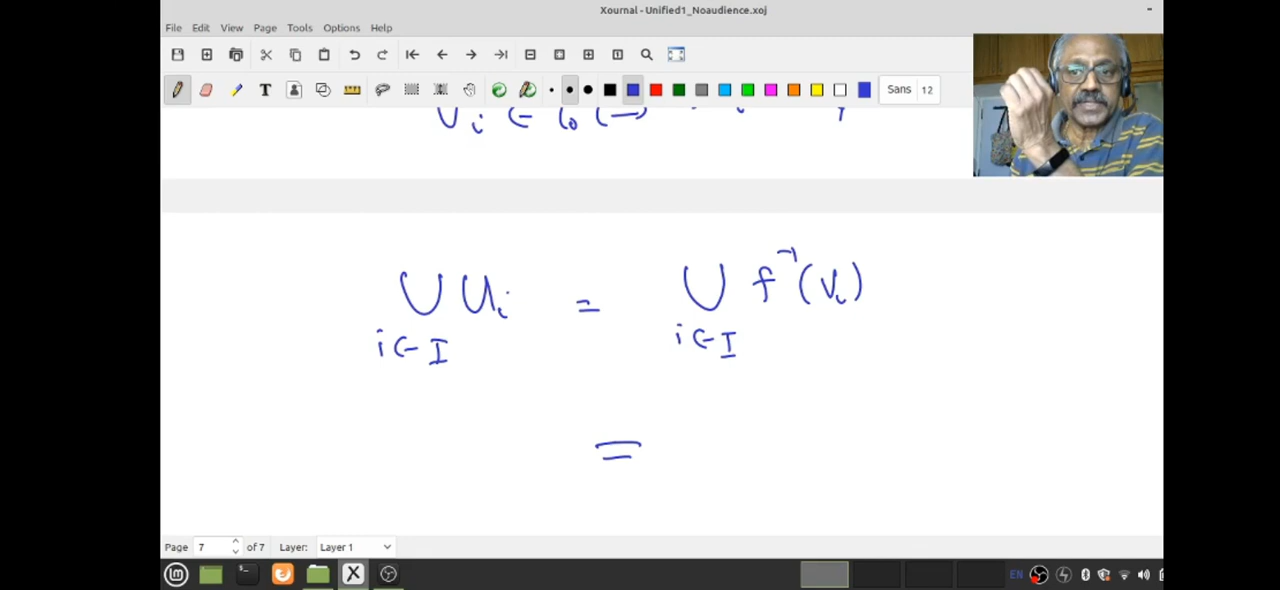 Xournal - Unified1_Noaudience.xoj
File Edit View Page Tools Options Help
T Sans 12
⋃ Uᵢ = ⋃ f⁻¹(Vᵢ)
i∈I i∈I
=
Page 7 of 7 Layer: Layer 1
X EN